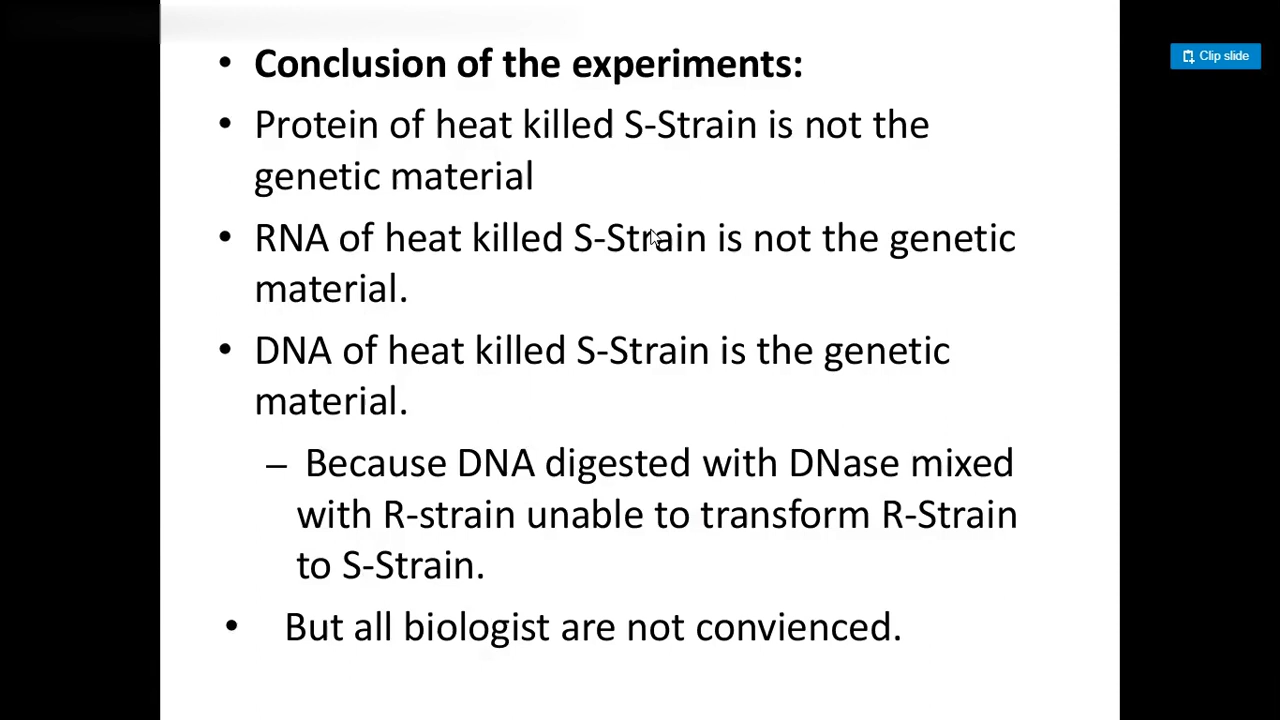 Clip slide
• Conclusion of the experiments:
• Protein of heat killed S-Strain is not the
genetic material
• RNA of heat killed S-Strain is not the genetic
material.
• DNA of heat killed S-Strain is the genetic
material.
– Because DNA digested with DNase mixed
with R-strain unable to transform R-Strain
to S-Strain.
• But all biologist are not convienced.